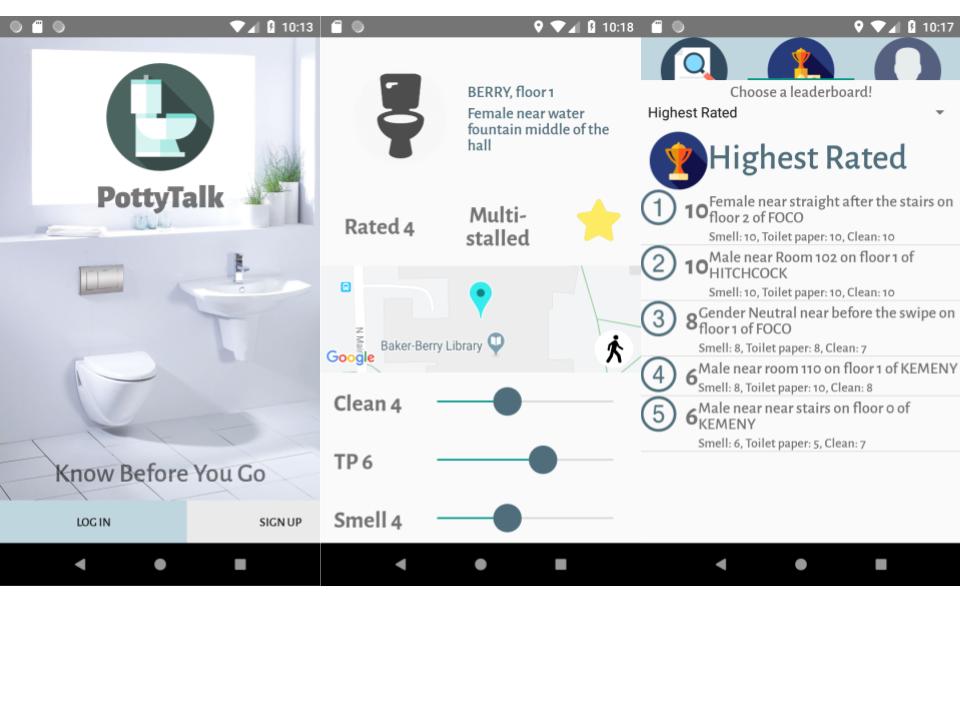 10:13
PottyTalk
Know Before You Go
LOG IN
SIGN UP
10:18
BERRY, floor 1
Female near water
fountain middle of the
hall
Rated 4
Multi-
stalled
N Mai
Baker-Berry Library
Google
Clean 4
TP 6
Smell 4
10:17
Choose a leaderboard!
Highest Rated
Highest Rated
1 10 Female near straight after the stairs on
floor 2 of FOCO
Smell: 10, Toilet paper: 10, Clean: 10
2 10 Male near Room 102 on floor 1 of
HITCHCOCK
Smell: 10, Toilet paper: 10, Clean: 10
3 8 Gender Neutral near before the swipe on
floor 1 of FOCO
Smell: 8, Toilet paper: 8, Clean: 7
4 6 Male near room 110 on floor 1 of KEMENY
Smell: 8, Toilet paper: 10, Clean: 8
5 6 Male near near stairs on floor 0 of
KEMENY
Smell: 6, Toilet paper: 5, Clean: 7